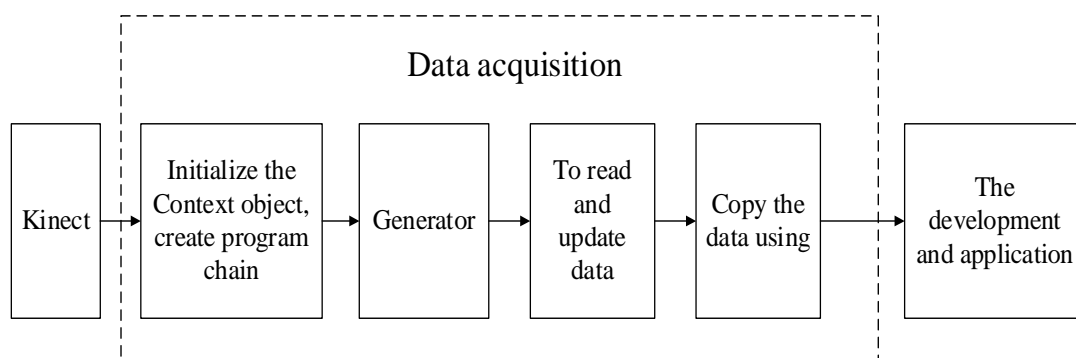 Data acquisition
Kinect
Initialize the
Context object,
create program
chain
Generator
To read
and
update
data
Copy the
data using
The
development
and application